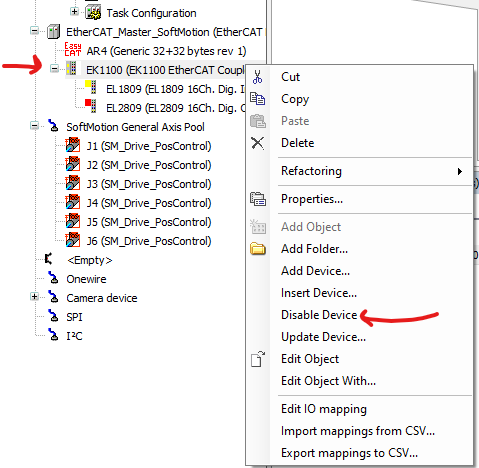 Task Configuration
EtherCAT_Master_SoftMotion (EtherCAT Master
Easy CAT AR4 (Generic 32+32 bytes rev 1)
EK1100 (EK1100 EtherCAT Coupl
EL1809 (EL1809 16Ch. Dig. I
EL2809 (EL2809 16Ch. Dig. O
SoftMotion General Axis Pool
J1 (SM_Drive_PosControl)
J2 (SM_Drive_PosControl)
J3 (SM_Drive_PosControl)
J4 (SM_Drive_PosControl)
J5 (SM_Drive_PosControl)
J6 (SM_Drive_PosControl)
<Empty>
Onewire
Camera device
SPI
I²C
Cut
Copy
Paste
Delete
Refactoring
Properties...
Add Object
Add Folder...
Add Device...
Insert Device...
Disable Device
Update Device...
Edit Object
Edit Object With...
Edit IO mapping
Import mappings from CSV...
Export mappings to CSV...